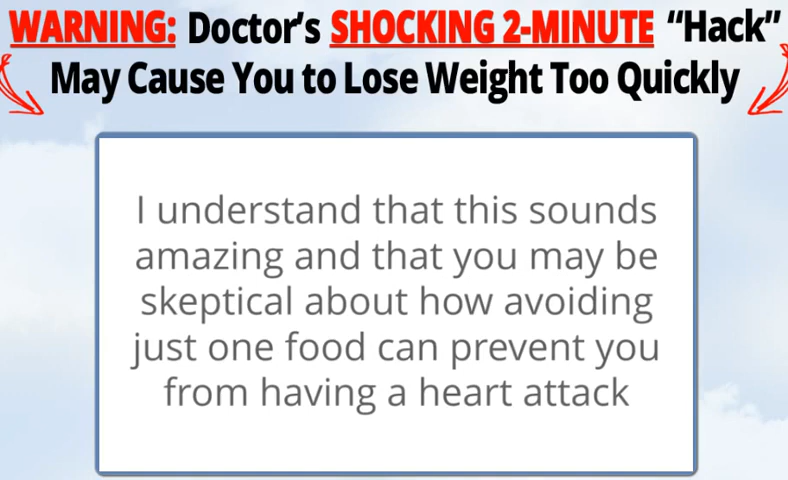 WARNING: Doctor's SHOCKING 2-MINUTE “Hack”
May Cause You to Lose Weight Too Quickly
I understand that this sounds
amazing and that you may be
skeptical about how avoiding
just one food can prevent you
from having a heart attack